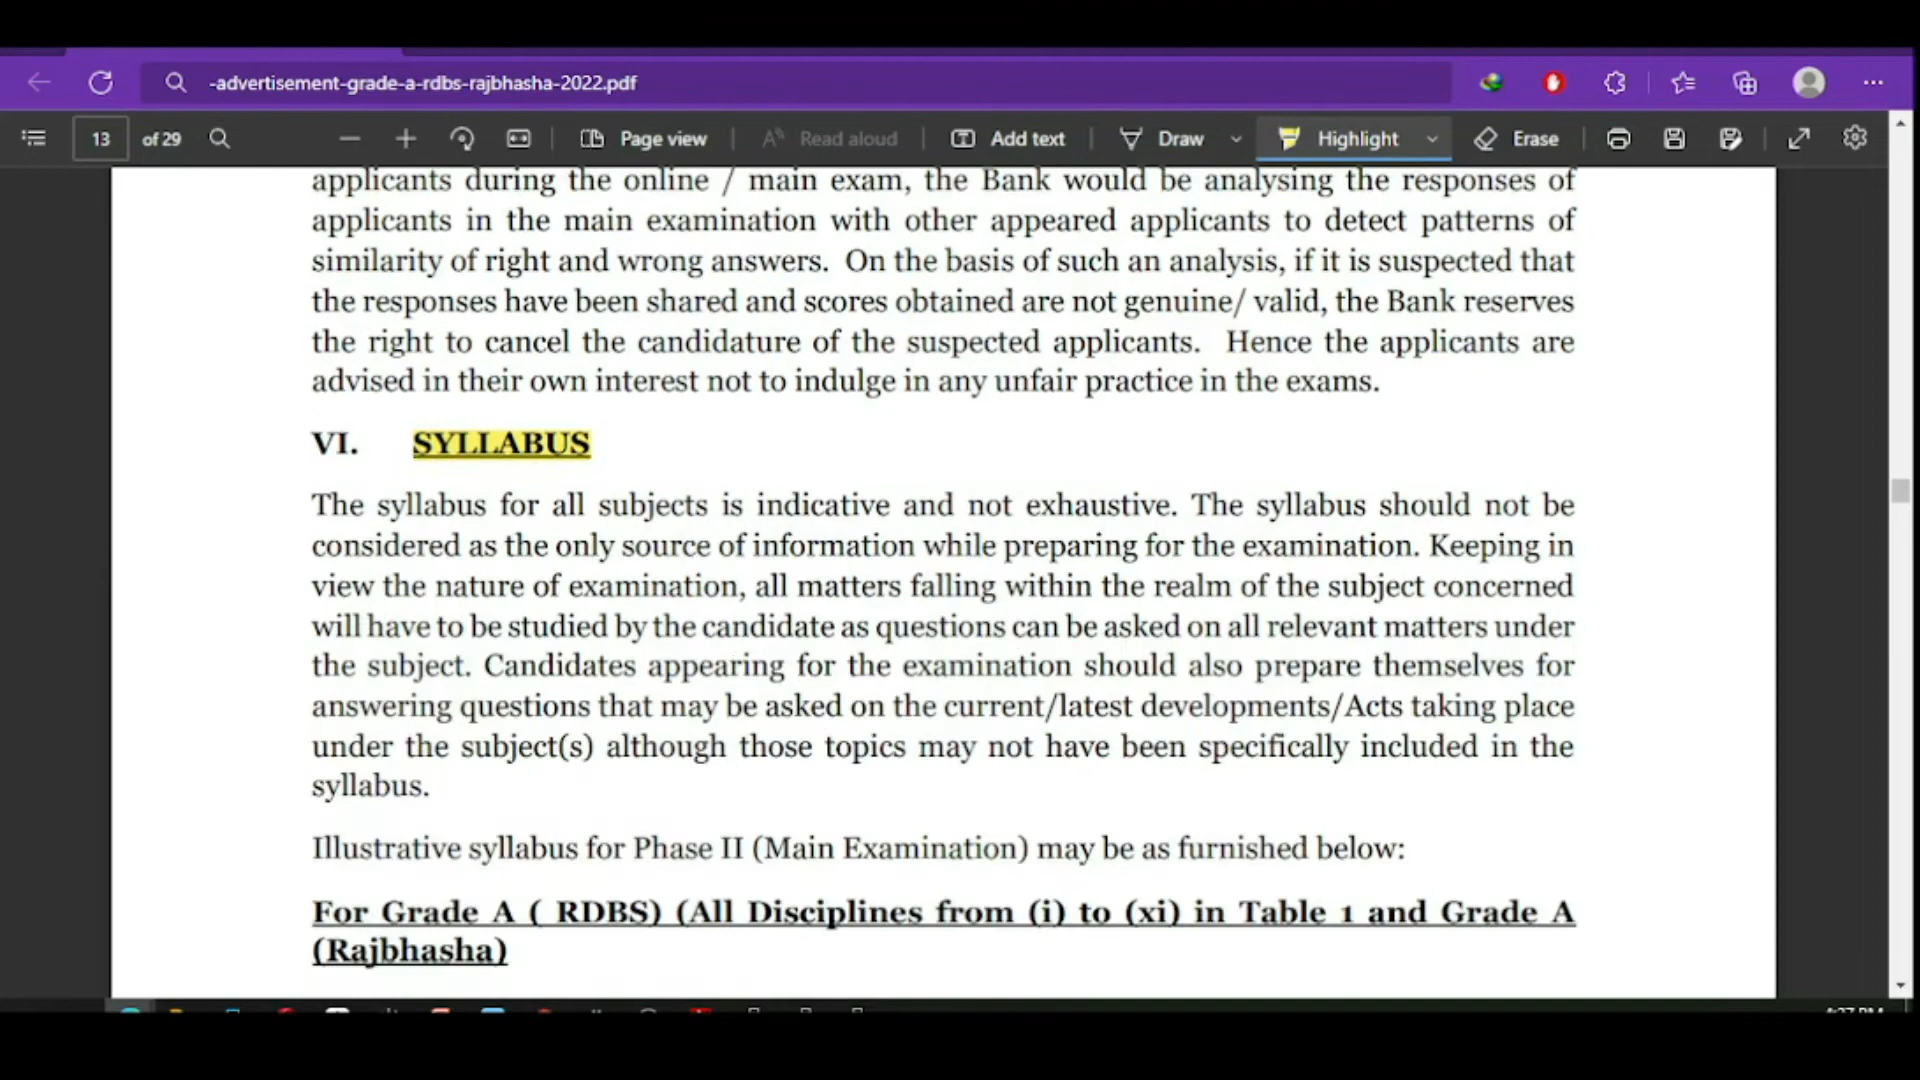 -advertisement-grade-a-rdbs-rajbhasha-2022.pdf
13 of 29 Page view Read aloud Add text Draw Highlight Erase
applicants during the online / main exam, the Bank would be analysing the responses of
applicants in the main examination with other appeared applicants to detect patterns of
similarity of right and wrong answers. On the basis of such an analysis, if it is suspected that
the responses have been shared and scores obtained are not genuine/ valid, the Bank reserves
the right to cancel the candidature of the suspected applicants. Hence the applicants are
advised in their own interest not to indulge in any unfair practice in the exams.
VI. SYLLABUS
The syllabus for all subjects is indicative and not exhaustive. The syllabus should not be
considered as the only source of information while preparing for the examination. Keeping in
view the nature of examination, all matters falling within the realm of the subject concerned
will have to be studied by the candidate as questions can be asked on all relevant matters under
the subject. Candidates appearing for the examination should also prepare themselves for
answering questions that may be asked on the current/latest developments/Acts taking place
under the subject(s) although those topics may not have been specifically included in the
syllabus.
Illustrative syllabus for Phase II (Main Examination) may be as furnished below:
For Grade A ( RDBS) (All Disciplines from (i) to (xi) in Table 1 and Grade A
(Rajbhasha)